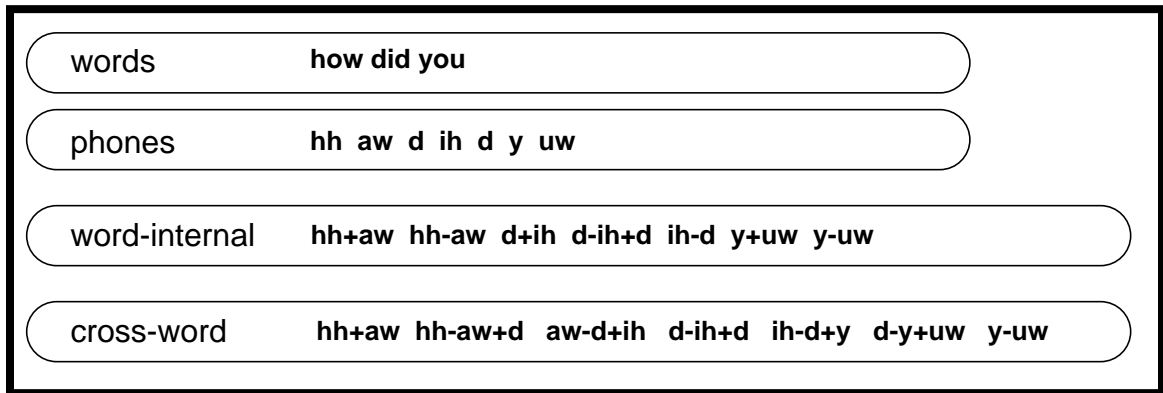 words how did you
phones hh aw d ih d y uw
word-internal hh+aw hh-aw d+ih d-ih+d ih-d y+uw y-uw
cross-word hh+aw hh-aw+d aw-d+ih d-ih+d ih-d+y d-y+uw y-uw